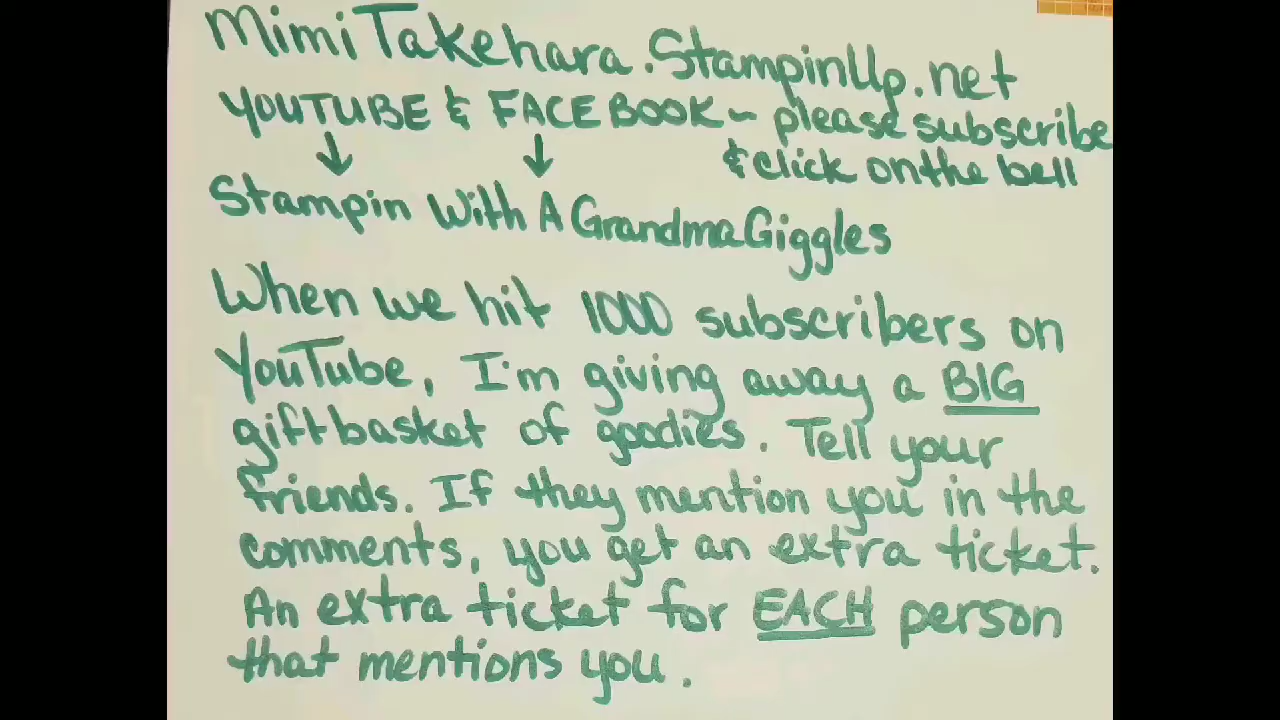 MimiTakehara.StampinUp.net
YOUTUBE & FACEBOOK ~ please subscribe
↓ ↓ & click on the bell
Stampin With A GrandmaGiggles
When we hit 1000 subscribers on
YouTube, I'm giving away a BIG
giftbasket of goodies. Tell your
friends. If they mention you in the
comments, you get an extra ticket.
An extra ticket for EACH person
that mentions you.